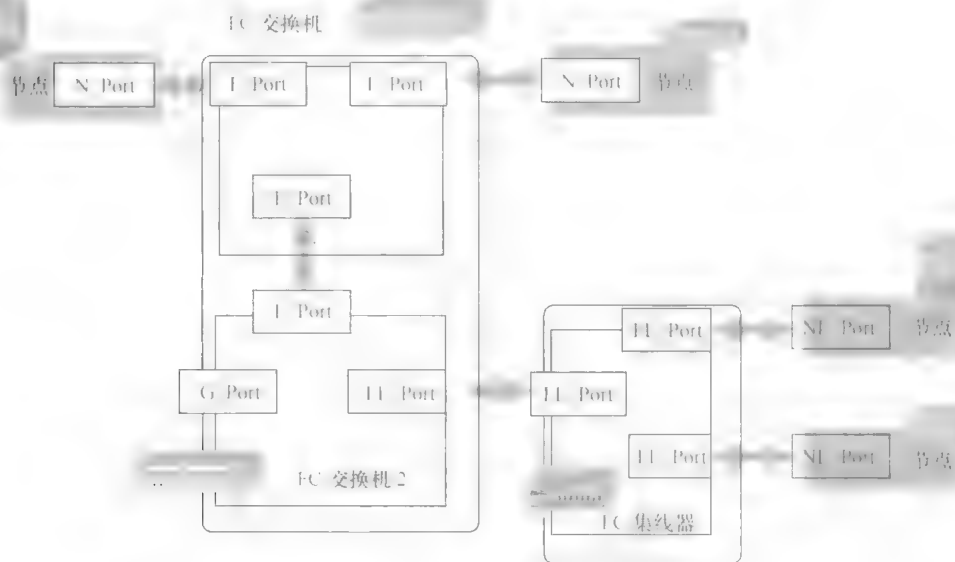 FC 交换机
节点
N Port
F Port
F Port
N Port
节点
E Port
E Port
G Port
FL Port
FC 交换机 2
FL Port
FL Port
FL Port
FC 集线器
NL Port
节点
NL Port
节点